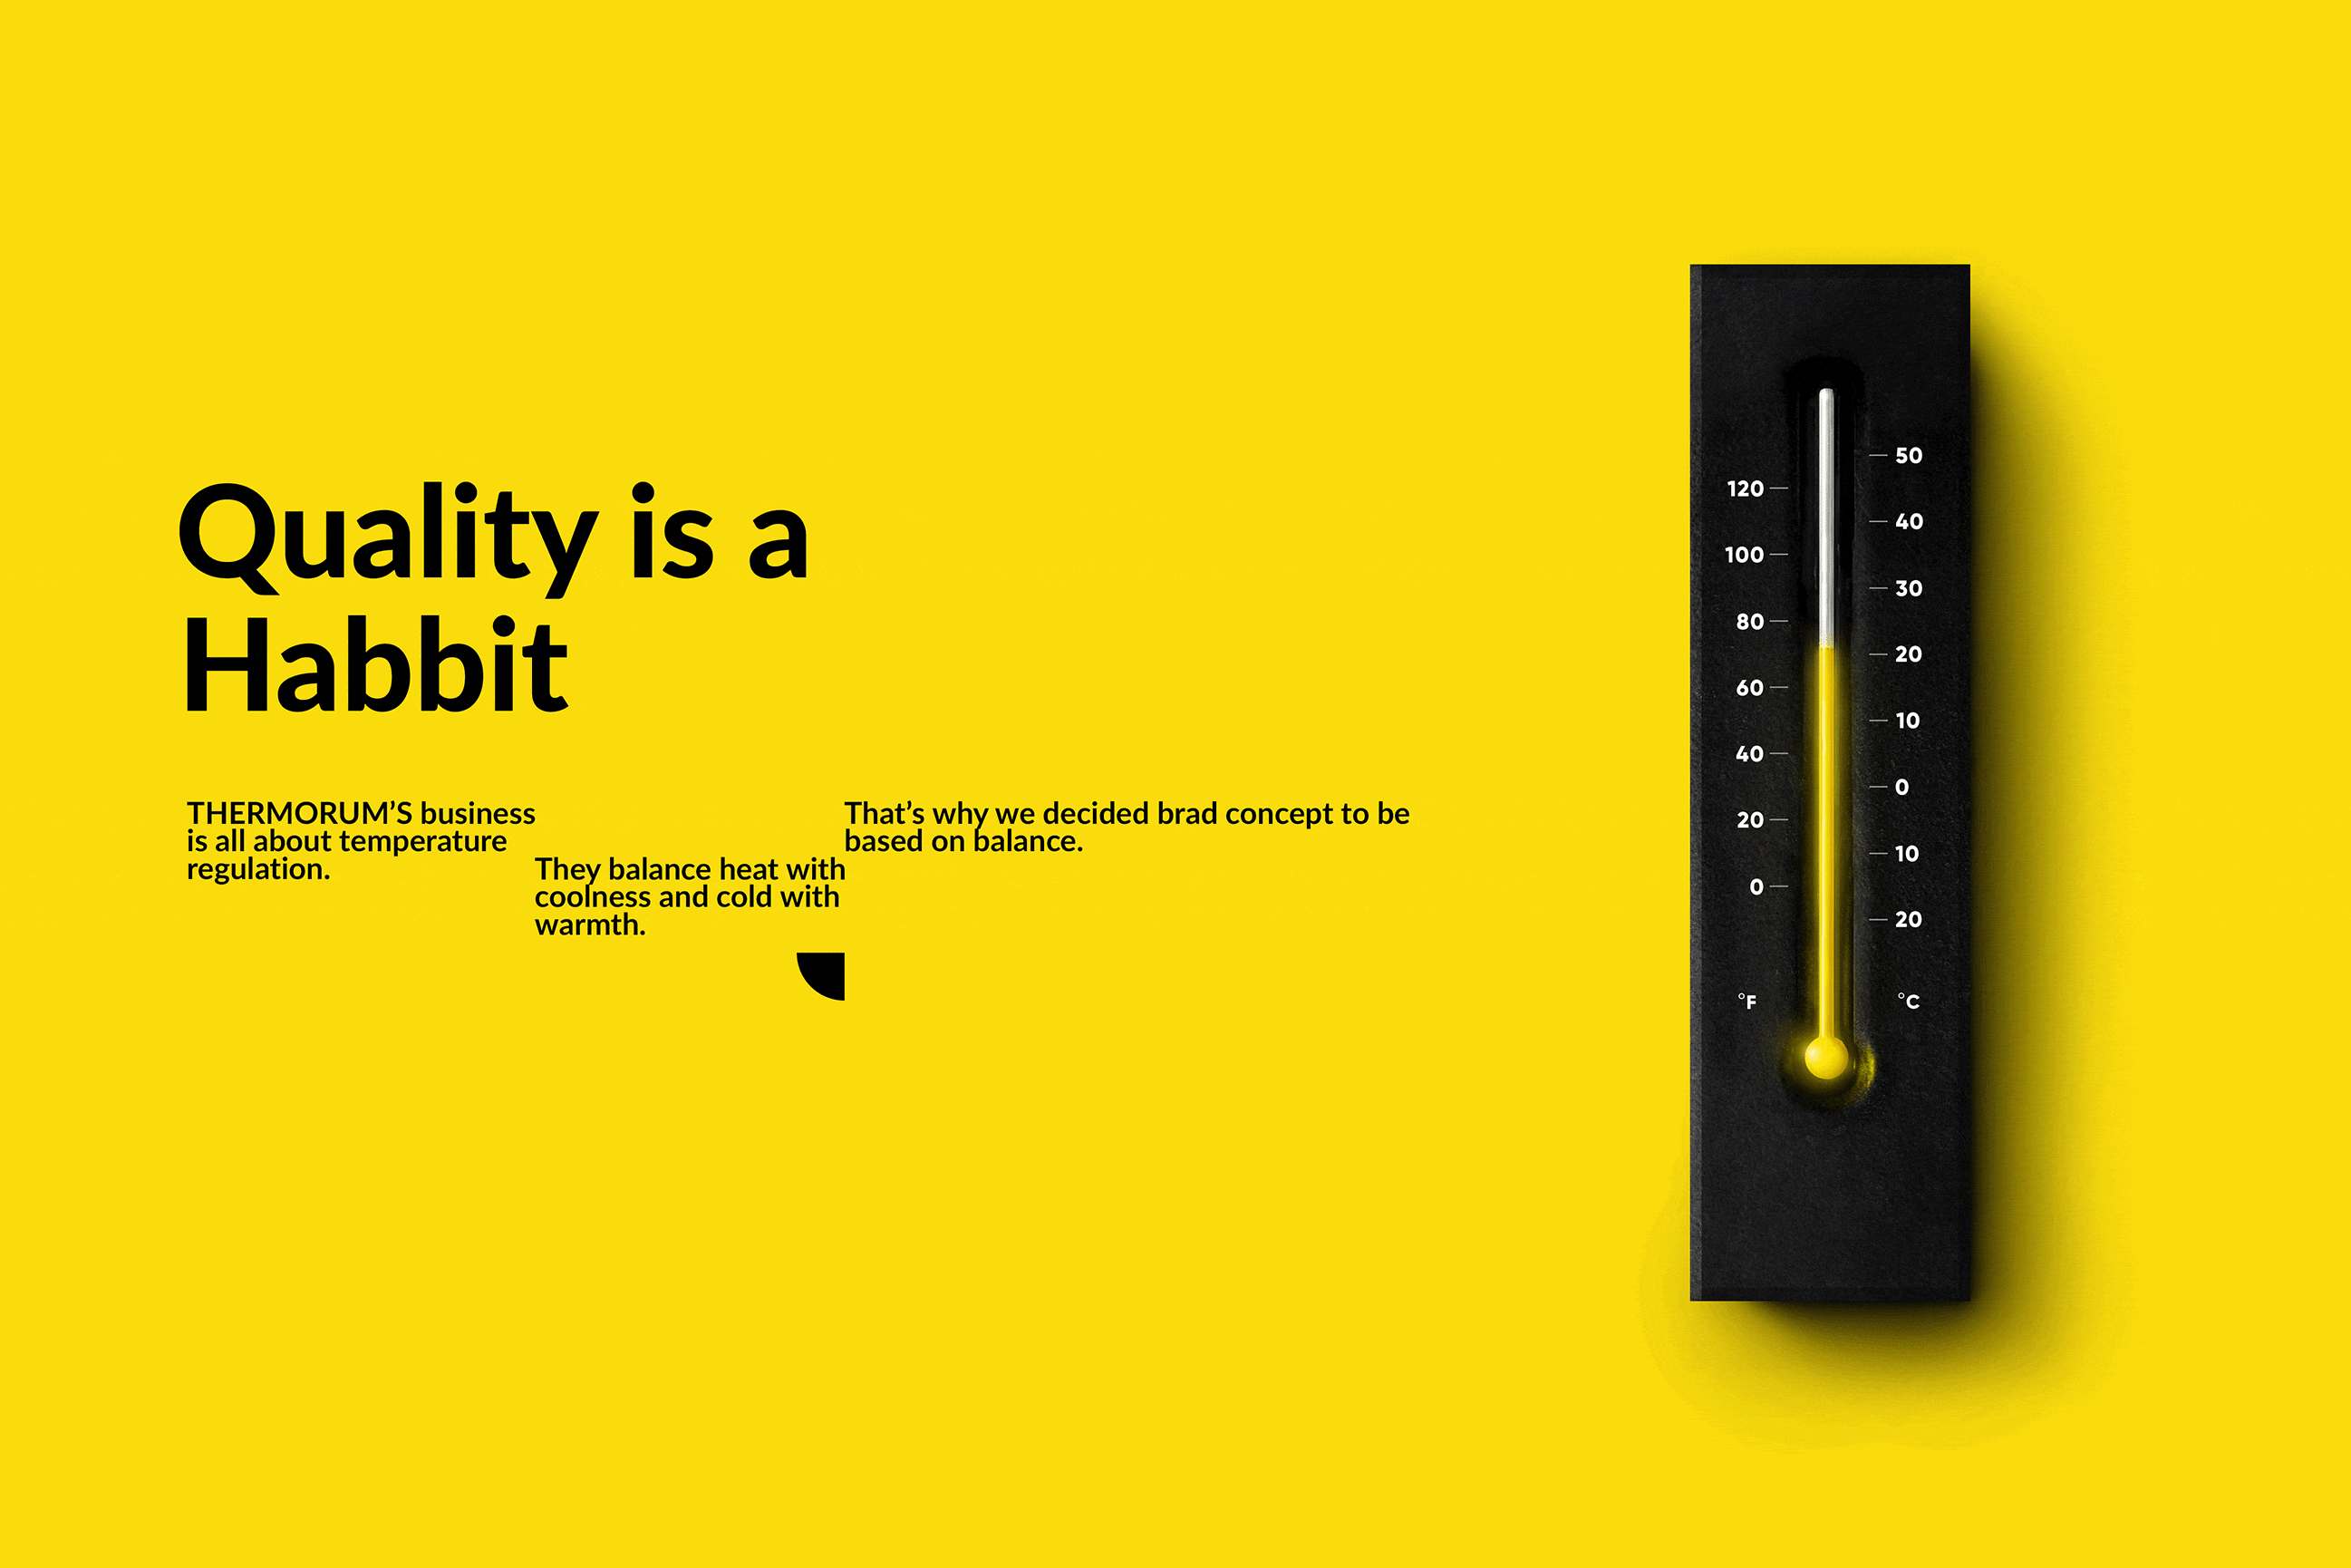 Quality is a
Habbit
THERMORUM’S business
is all about temperature
regulation.
They balance heat with
coolness and cold with
warmth.
That’s why we decided brad concept to be
based on balance.
120
100
80
60
40
20
0
°F
50
40
30
20
10
0
10
20
°C